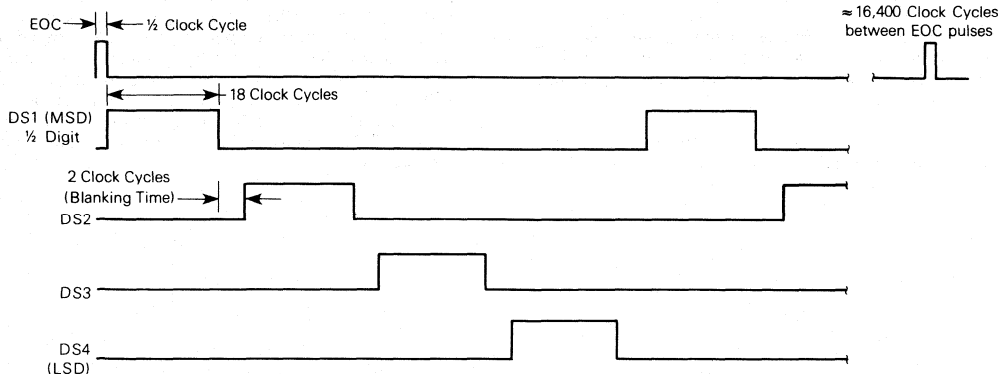 EOC
½ Clock Cycle
≈ 16,400 Clock Cycles
between EOC pulses
18 Clock Cycles
DS1 (MSD)
½ Digit
2 Clock Cycles
(Blanking Time)
DS2
DS3
DS4
(LSD)